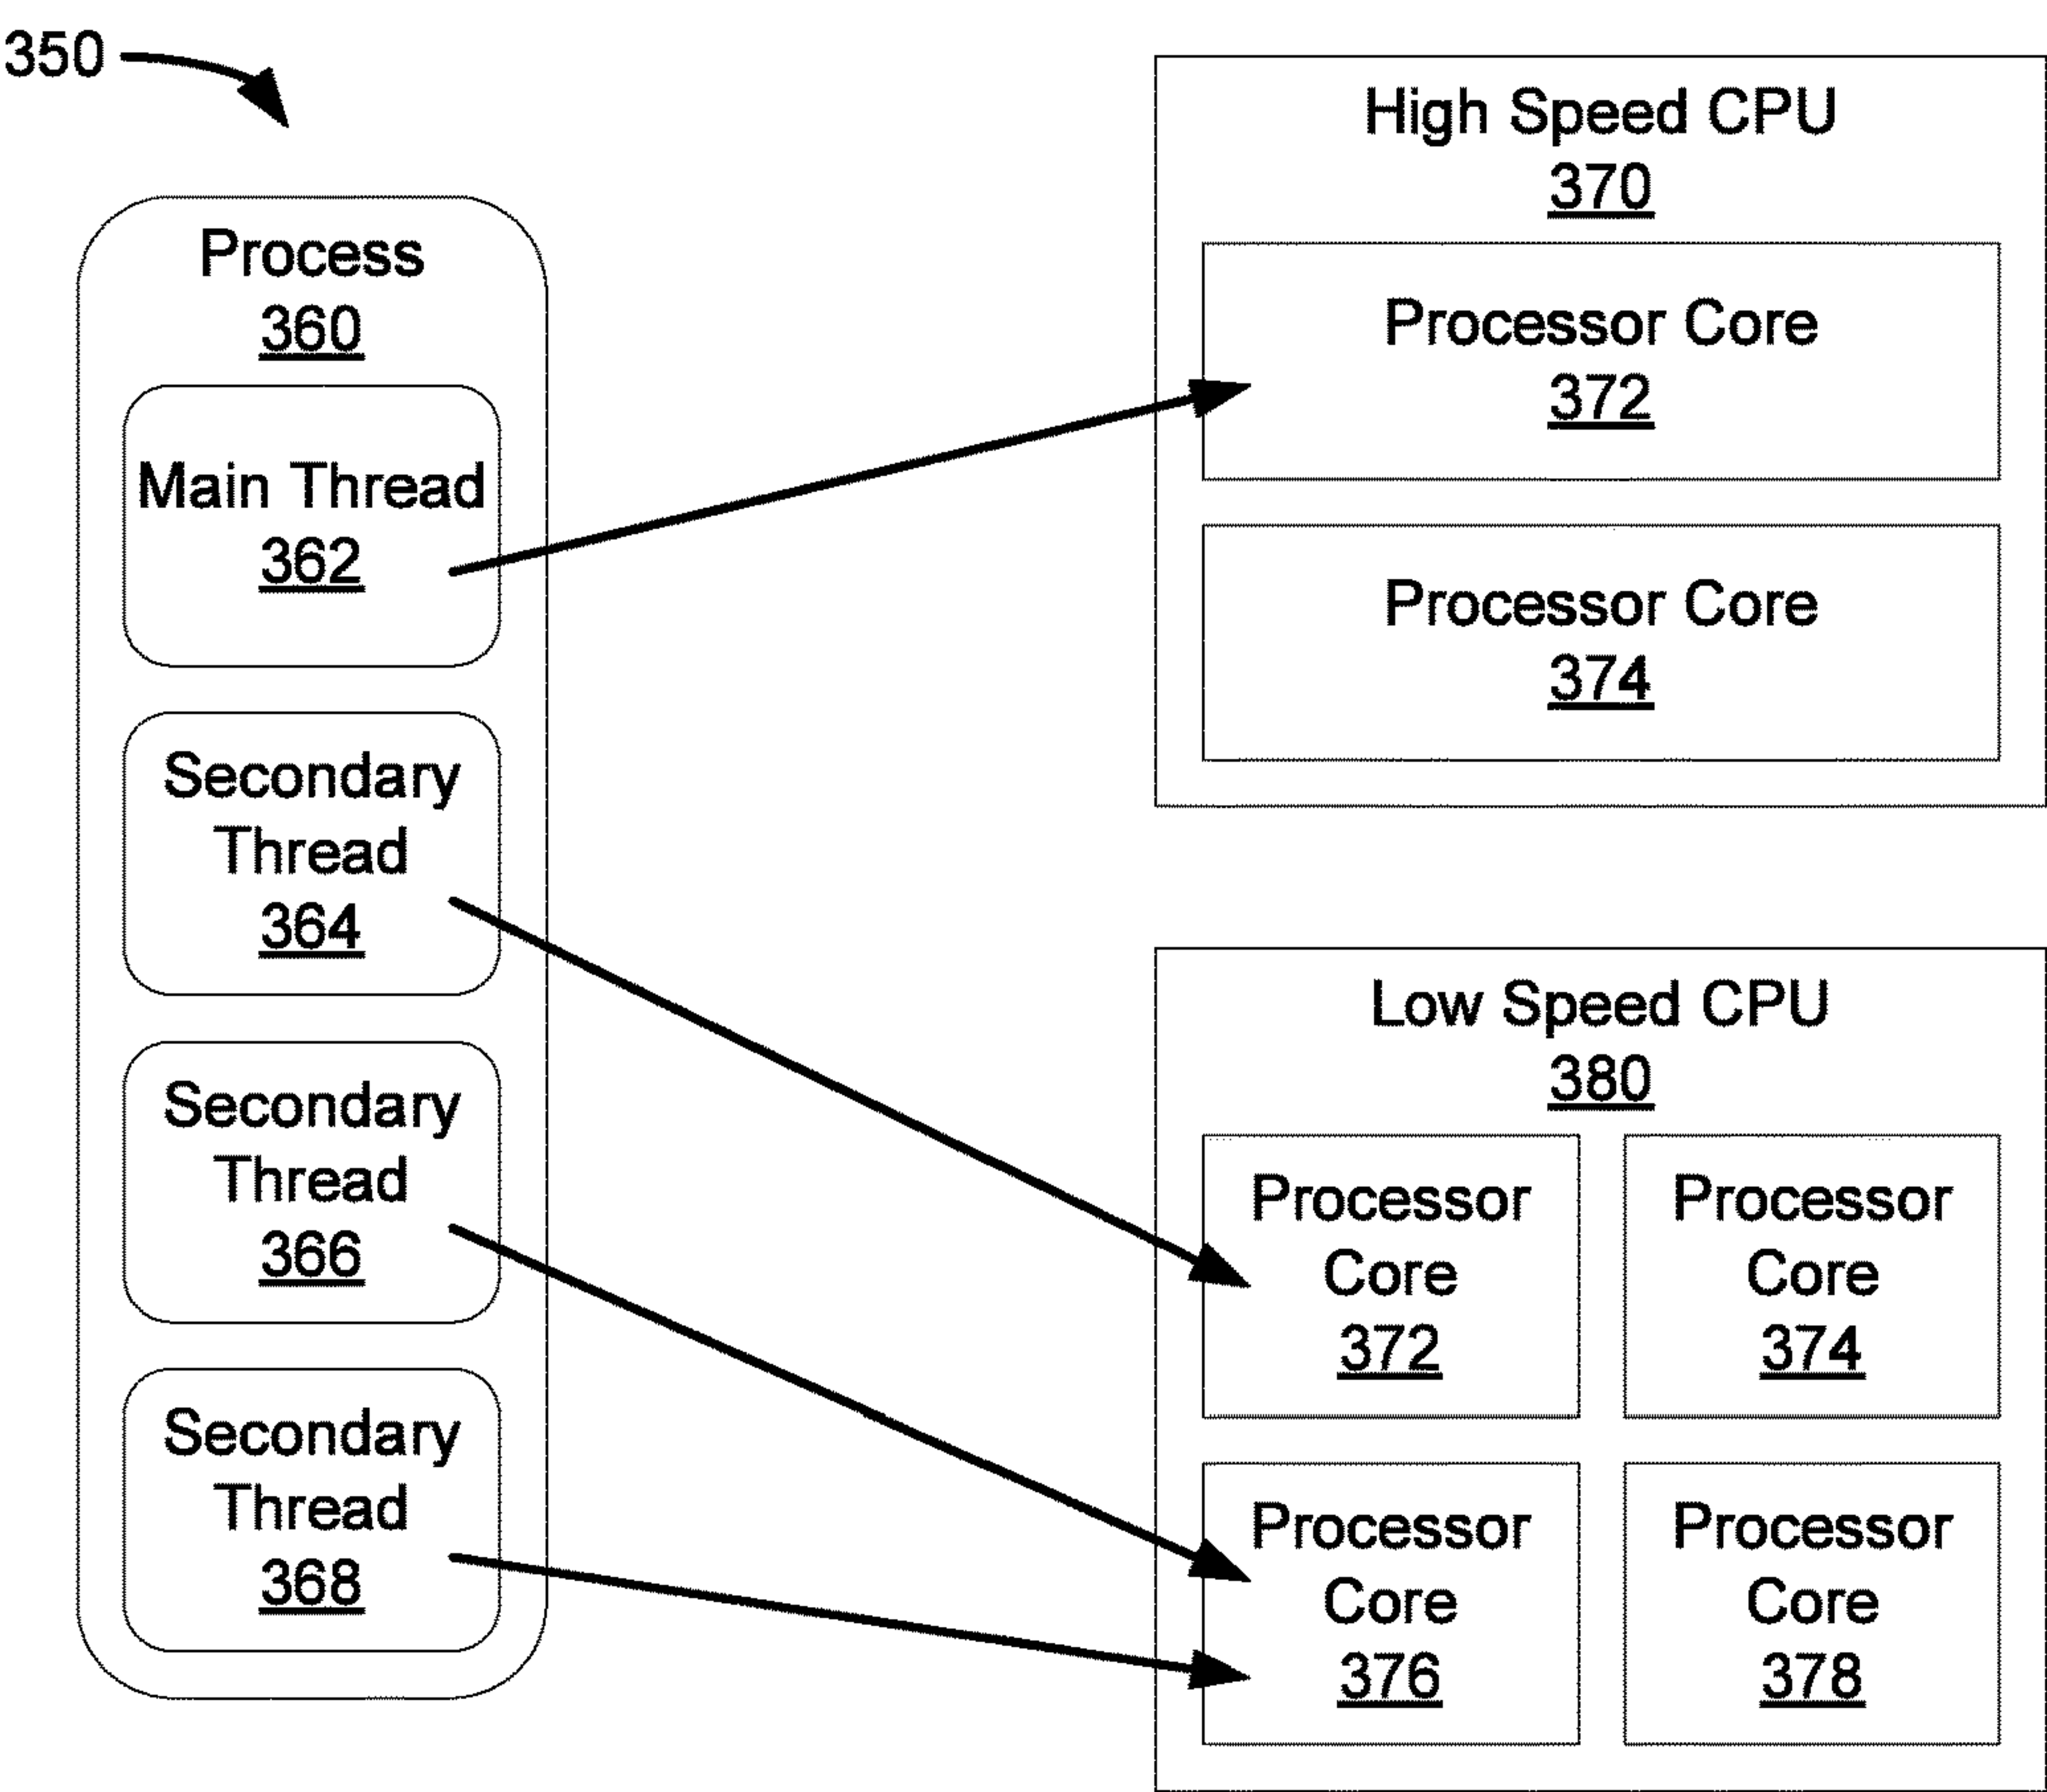 350
Process
360
Main Thread
362
Secondary
Thread
364
Secondary
Thread
366
Secondary
Thread
368
High Speed CPU
370
Processor Core
372
Processor Core
374
Low Speed CPU
380
Processor
Core
372
Processor
Core
374
Processor
Core
376
Processor
Core
378